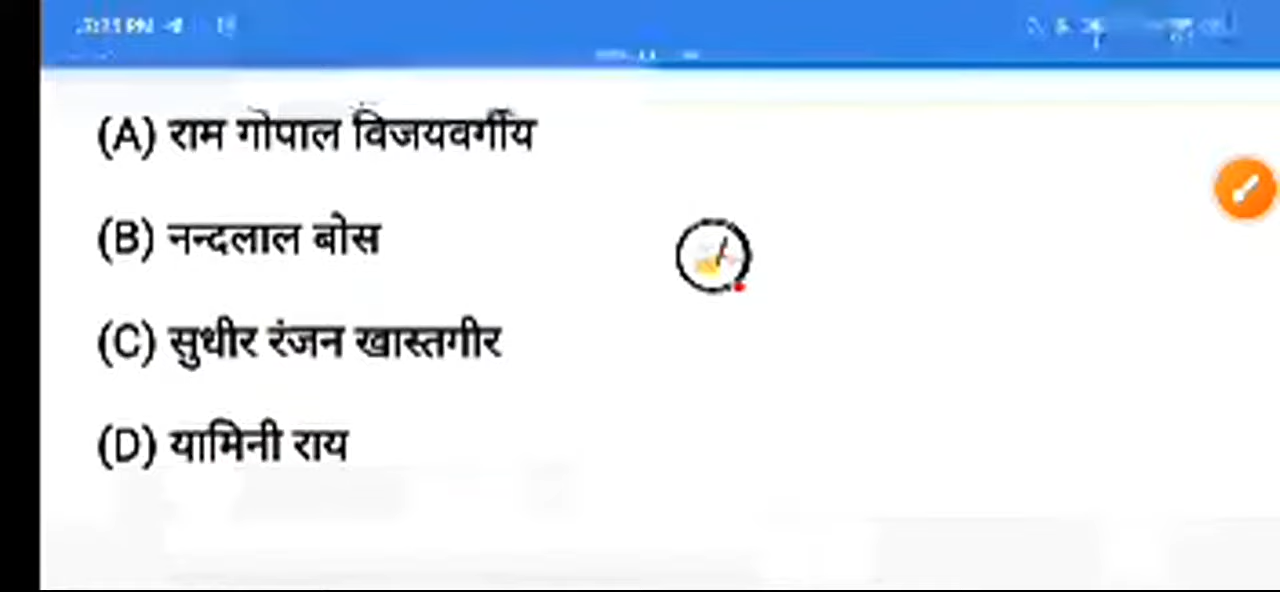 (A) राम गोपाल विजयवर्गीय
(B) नन्दलाल बोस
(C) सुधीर रंजन खास्तगीर
(D) यामिनी राय